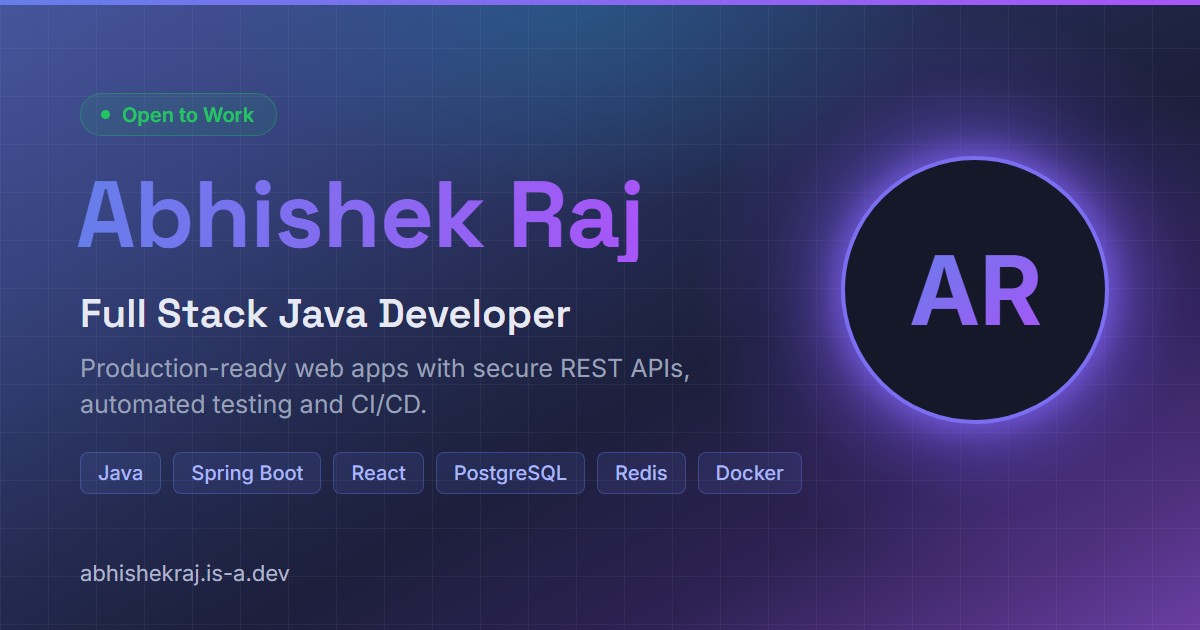 Open to Work
Abhishek Raj
AR
Full Stack Java Developer
Production-ready web apps with secure REST APIs,
automated testing and CI/CD.
Java Spring Boot React PostgreSQL Redis Docker
abhishekraj.is-a.dev